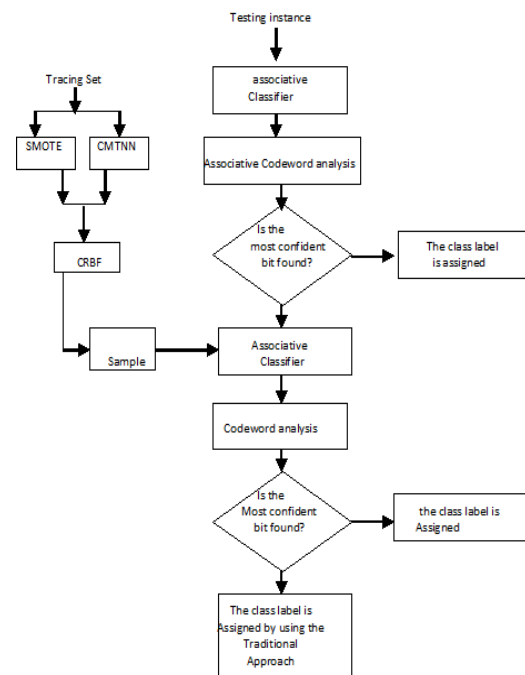 Testing instance
associative
Classifier
Tracing Set
SMOTE
CMTNN
Associative Codeword analysis
Is the
most confident
bit found?
The class label
is assigned
CRBF
Sample
Associative
Classifier
Codeword analysis
Is the
Most confident
bit found?
the class label is
Assigned
The class label is
Assigned by using the
Traditional
Approach